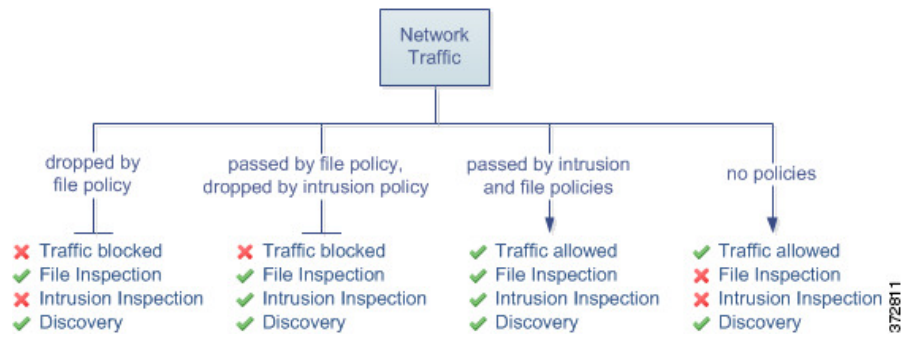 Network
Traffic
dropped by
file policy
passed by file policy,
dropped by intrusion policy
passed by intrusion
and file policies
no policies
Traffic blocked
File Inspection
Intrusion Inspection
Discovery
Traffic blocked
File Inspection
Intrusion Inspection
Discovery
Traffic allowed
File Inspection
Intrusion Inspection
Discovery
Traffic allowed
File Inspection
Intrusion Inspection
Discovery
372811